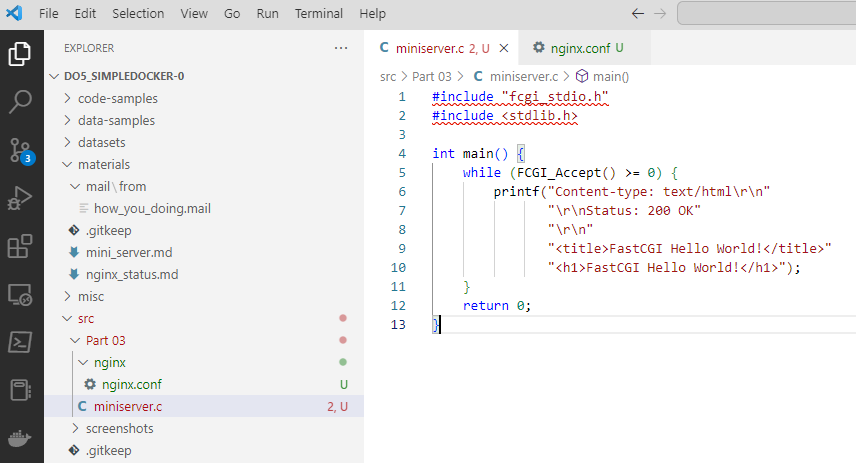 File Edit Selection View Go Run Terminal Help
EXPLORER
DO5_SIMPLEDOCKER-0
code-samples
data-samples
datasets
materials
mail\from
how_you_doing.mail
.gitkeep
mini_server.md
nginx_status.md
misc
src
Part 03
nginx
nginx.conf U
miniserver.c 2, U
screenshots
.gitkeep
3
miniserver.c 2, U nginx.conf U
src > Part 03 > miniserver.c > main()
1 #include "fcgi_stdio.h"
2 #include <stdlib.h>
3
4 int main() {
5 while (FCGI_Accept() >= 0) {
6 printf("Content-type: text/html\r\n"
7 "\r\nStatus: 200 OK"
8 "\r\n"
9 "<title>FastCGI Hello World!</title>"
10 "<h1>FastCGI Hello World!</h1>");
11 }
12 return 0;
13 }